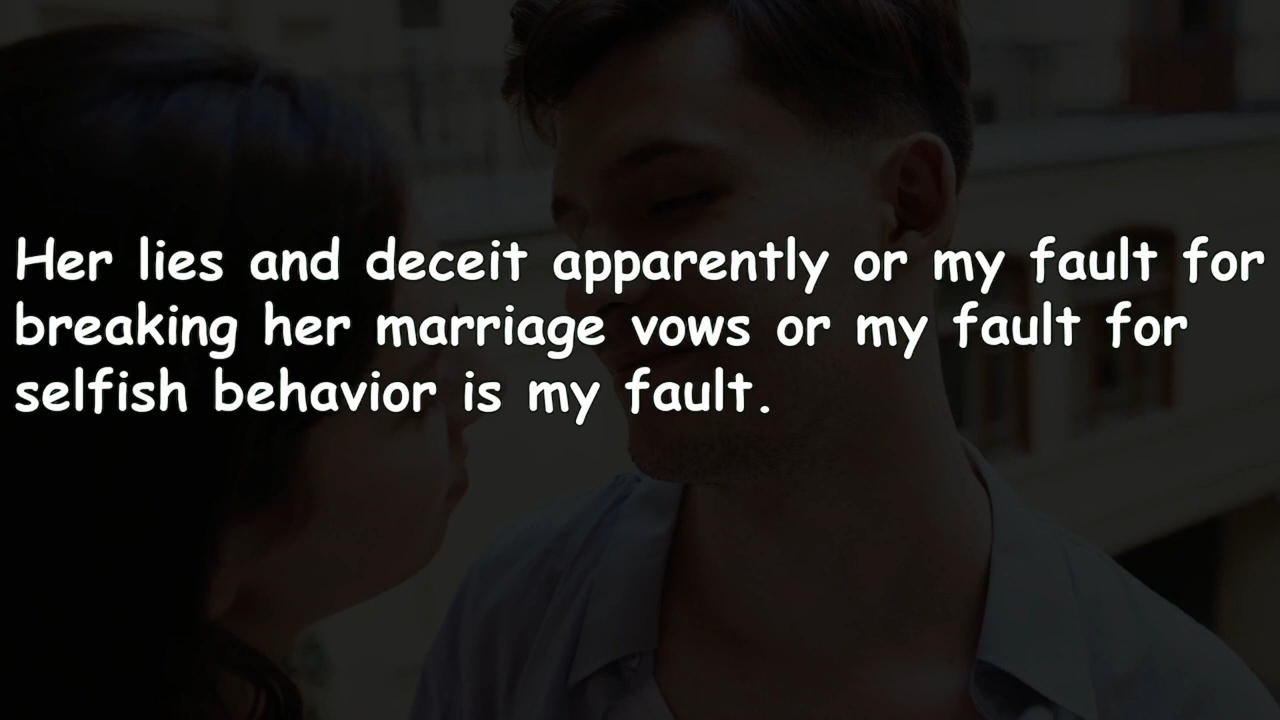 Her lies and deceit apparently or my fault for
breaking her marriage vows or my fault for
selfish behavior is my fault.